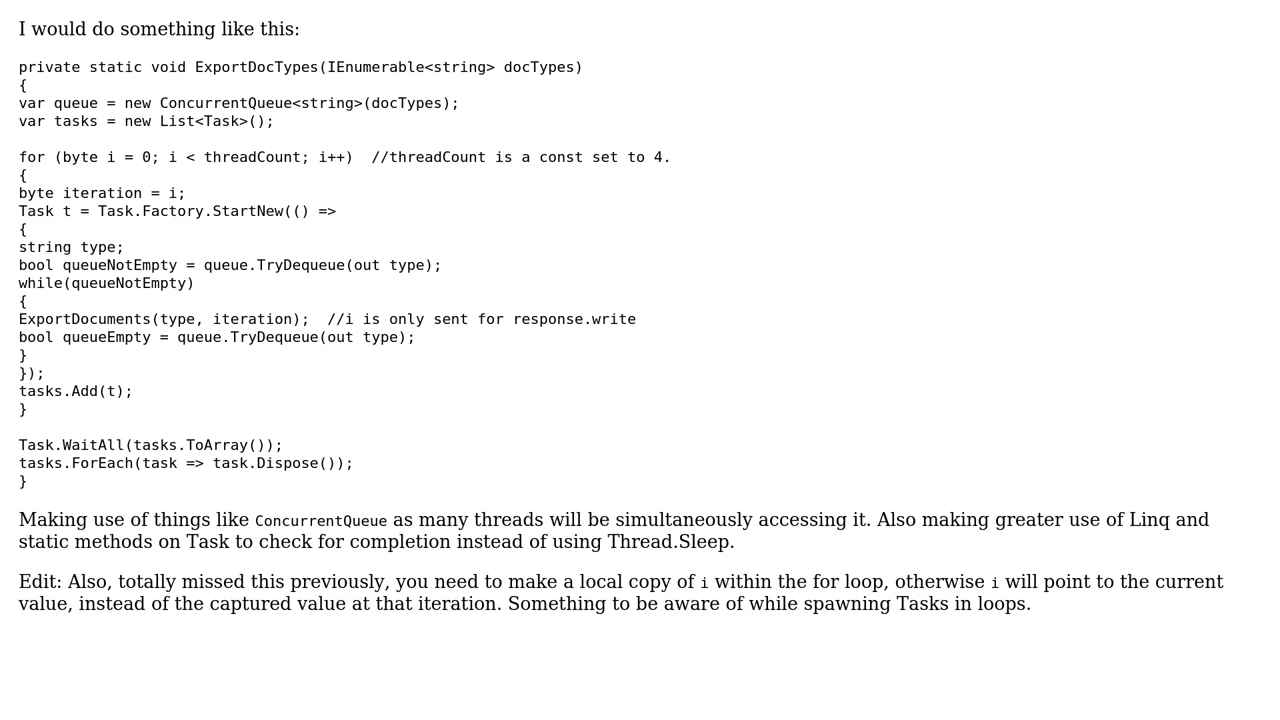 I would do something like this:
private static void ExportDocTypes(IEnumerable<string> docTypes)
{
var queue = new ConcurrentQueue<string>(docTypes);
var tasks = new List<Task>();
for (byte i = 0; i < threadCount; i++)  //threadCount is a const set to 4.
{
byte iteration = i;
Task t = Task.Factory.StartNew(() =>
{
string type;
bool queueNotEmpty = queue.TryDequeue(out type);
while(queueNotEmpty)
{
ExportDocuments(type, iteration);  //i is only sent for response.write
bool queueEmpty = queue.TryDequeue(out type);
}
});
tasks.Add(t);
}
Task.WaitAll(tasks.ToArray());
tasks.ForEach(task => task.Dispose());
}
Making use of things like ConcurrentQueue as many threads will be simultaneously accessing it. Also making greater use of Linq and
static methods on Task to check for completion instead of using Thread.Sleep.
Edit: Also, totally missed this previously, you need to make a local copy of i within the for loop, otherwise i will point to the current
value, instead of the captured value at that iteration. Something to be aware of while spawning Tasks in loops.